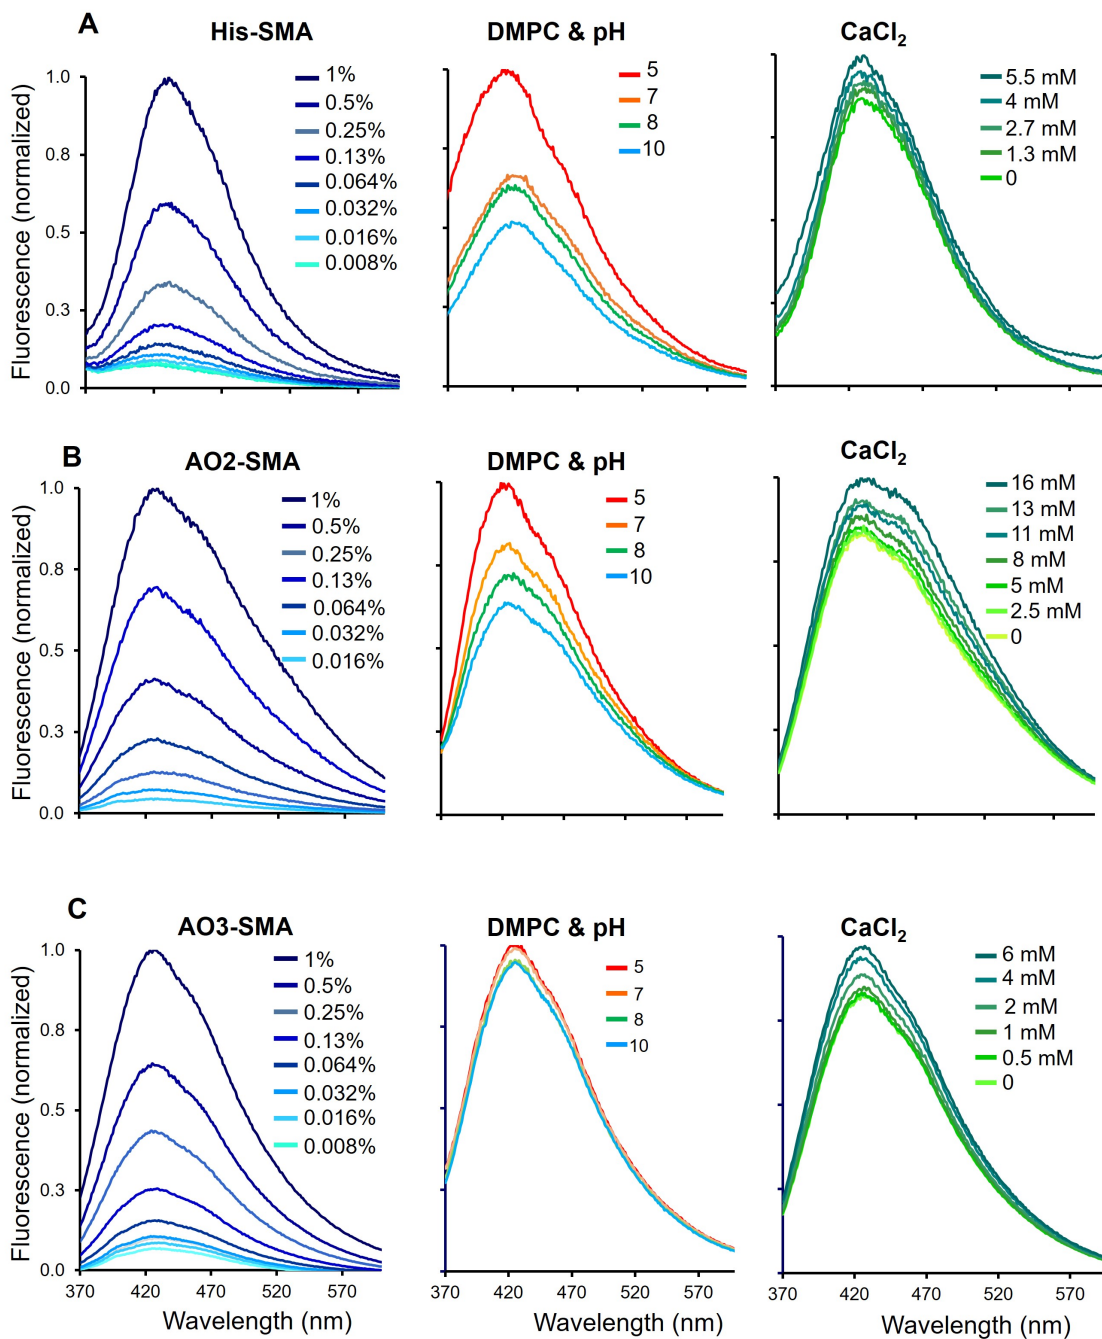 A
His-SMA
DMPC & pH
CaCl2
Fluorescence (normalized)
1.0
0.8
0.5
0.3
0.0
1%
0.5%
0.25%
0.13%
0.064%
0.032%
0.016%
0.008%
5
7
8
10
5.5 mM
4 mM
2.7 mM
1.3 mM
0
B
AO2-SMA
DMPC & pH
CaCl2
Fluorescence (normalized)
1.0
0.8
0.5
0.3
0.0
1%
0.5%
0.25%
0.13%
0.064%
0.032%
0.016%
5
7
8
10
16 mM
13 mM
11 mM
8 mM
5 mM
2.5 mM
0
C
AO3-SMA
DMPC & pH
CaCl2
Fluorescence (normalized)
1.0
0.8
0.5
0.3
0.0
1%
0.5%
0.25%
0.13%
0.064%
0.032%
0.016%
0.008%
5
7
8
10
6 mM
4 mM
2 mM
1 mM
0.5 mM
0
370 420 470 520 570
370 420 470 520 570
370 420 470 520 570
Wavelength (nm)
Wavelength (nm)
Wavelength (nm)